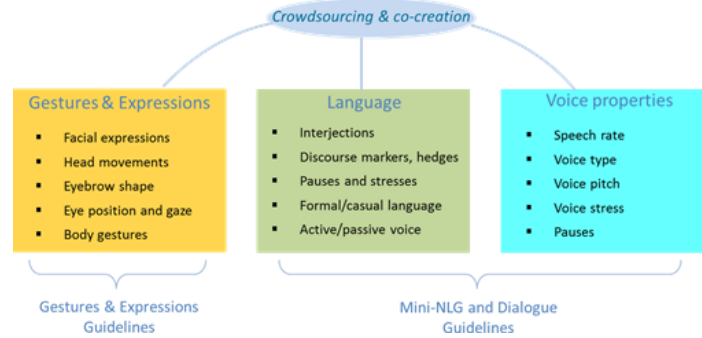 Crowdsourcing & co-creation
Gestures & Expressions
▪ Facial expressions
▪ Head movements
▪ Eyebrow shape
▪ Eye position and gaze
▪ Body gestures
Language
▪ Interjections
▪ Discourse markers, hedges
▪ Pauses and stresses
▪ Formal/casual language
▪ Active/passive voice
Voice properties
▪ Speech rate
▪ Voice type
▪ Voice pitch
▪ Voice stress
▪ Pauses
Gestures & Expressions
Guidelines
Mini-NLG and Dialogue
Guidelines